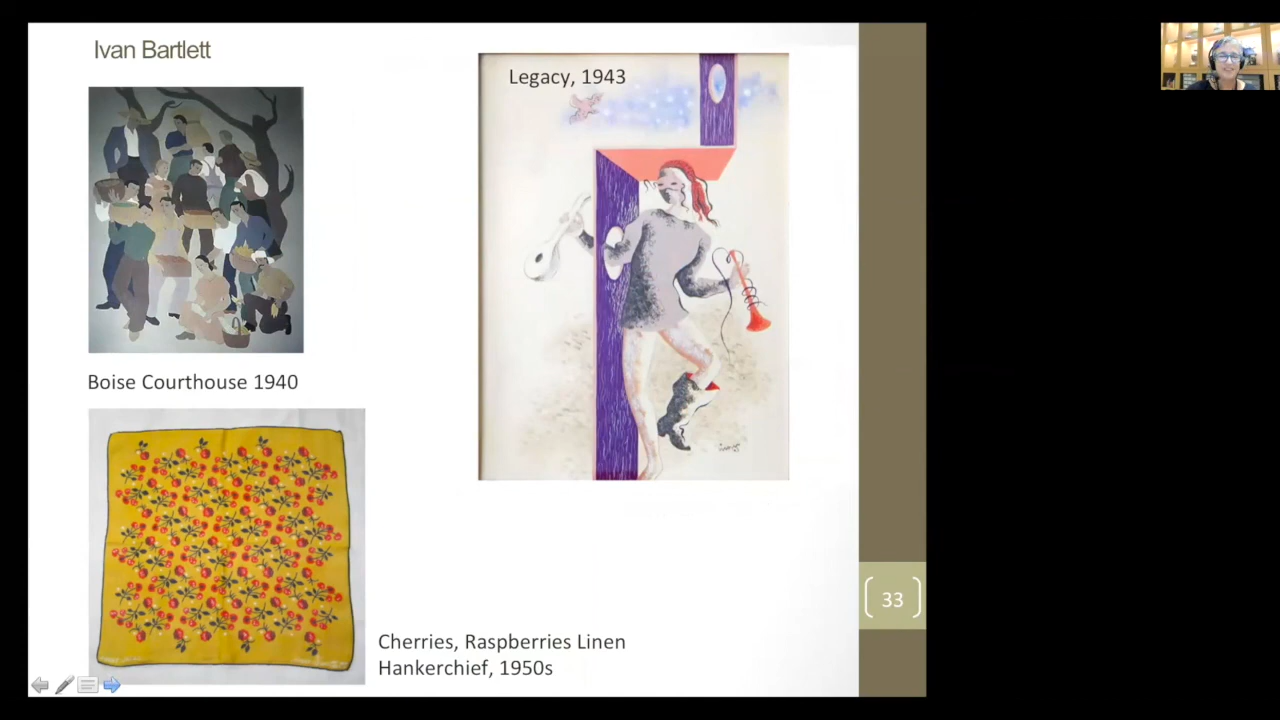 Ivan Bartlett
Legacy, 1943
Boise Courthouse 1940
33
Cherries, Raspberries Linen
Hankerchief, 1950s